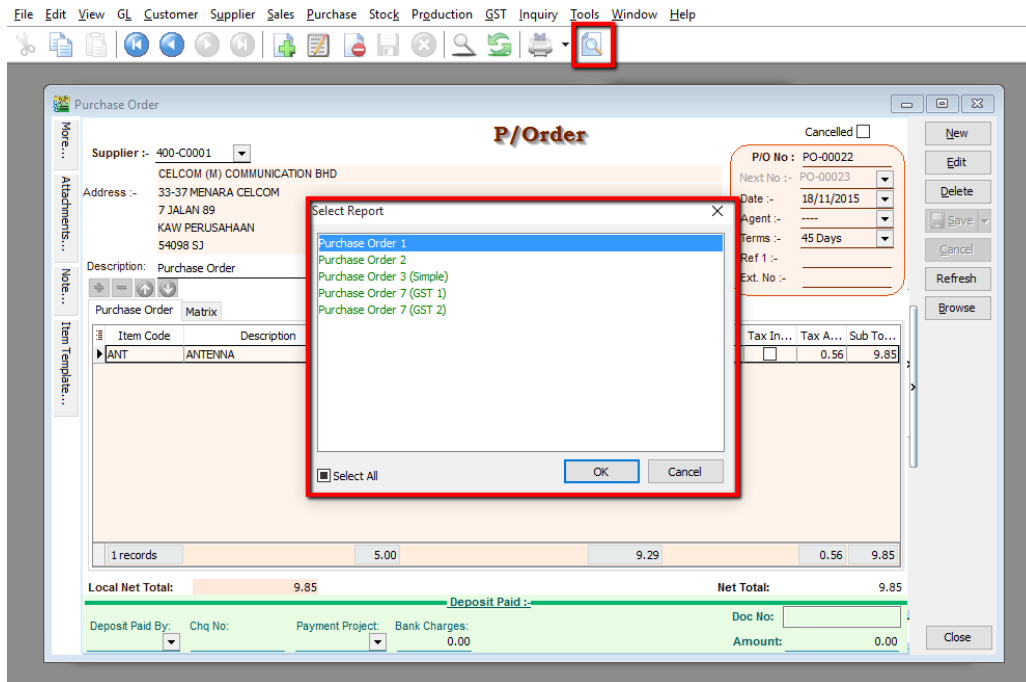 File Edit View GL Customer Supplier Sales Purchase Stock Production GST Inquiry Tools Window Help
Purchase Order
P/Order
Cancelled
More...
Attachments...
Note...
Item Template...
Supplier :- 400-C0001
CELCOM (M) COMMUNICATION BHD
Address :- 33-37 MENARA CELCOM
7 JALAN 89
KAW PERUSAHAAN
54098 SJ
Description: Purchase Order
P/O No : PO-00022
Next No :- PO-00023
Date :- 18/11/2015
Agent :- ----
Terms :- 45 Days
Ref 1 :-
Ext. No :-
New
Edit
Delete
Save
Cancel
Refresh
Browse
Select Report
Purchase Order 1
Purchase Order 2
Purchase Order 3 (Simple)
Purchase Order 7 (GST 1)
Purchase Order 7 (GST 2)
Select All
OK Cancel
Purchase Order Matrix
Item Code Description Tax In... Tax A... Sub To...
ANT ANTENNA 0.56 9.85
1 records 5.00 9.29 0.56 9.85
Local Net Total: 9.85 Net Total: 9.85
Deposit Paid :-
Deposit Paid By: Chq No: Payment Project: Bank Charges: Doc No:
0.00 Amount: 0.00
Close